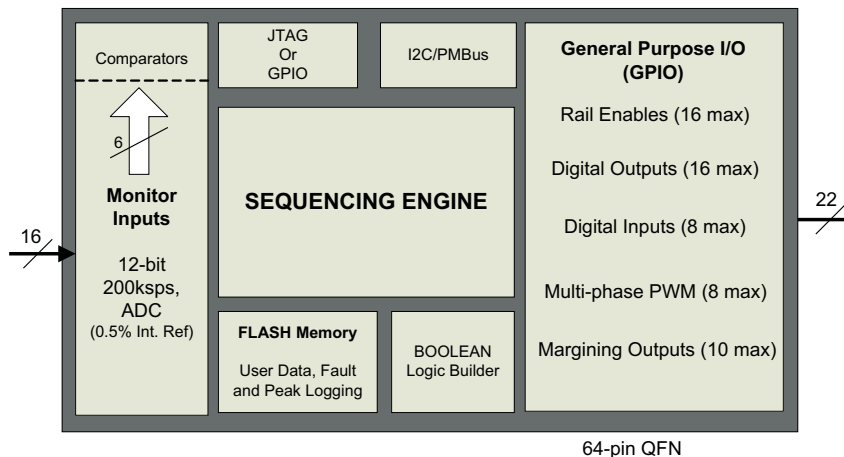 Comparators
6
Monitor
Inputs
16
12-bit
200ksps,
ADC
(0.5% Int. Ref)
JTAG
Or
GPIO
I2C/PMBus
SEQUENCING ENGINE
FLASH Memory
User Data, Fault
and Peak Logging
BOOLEAN
Logic Builder
General Purpose I/O
(GPIO)
Rail Enables (16 max)
Digital Outputs (16 max)
Digital Inputs (8 max)
Multi-phase PWM (8 max)
Margining Outputs (10 max)
22
64-pin QFN